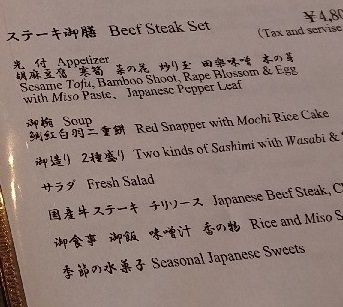 ステーキ御膳 Beef Steak Set
¥4,80
(Tax and servise
先 付 Appetizer
胡麻豆腐 寒筍 菜の花 炒り玉 田楽味噌 木の芽
Sesame Tofu, Bamboo Shoot, Rape Blossom & Egg
with Miso Paste、Japanese Pepper Leaf
御椀 Soup
鯛紅白羽二重餅 Red Snapper with Mochi Rice Cake
御造り 2種盛り Two kinds of Sashimi with Wasabi &
サラダ Fresh Salad
国産牛ステーキ チリソース Japanese Beef Steak, C
御食事 御飯 味噌汁 香の物 Rice and Miso S
季節の水菓子 Seasonal Japanese Sweets